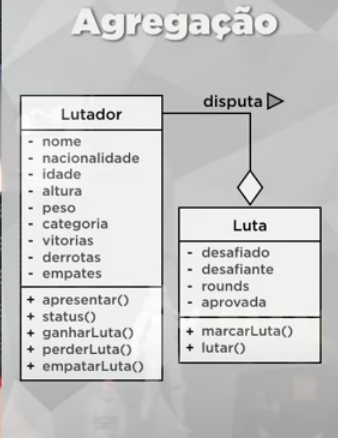 Agregação
disputa
Lutador
- nome
- nacionalidade
- idade
- altura
- peso
- categoria
- vitorias
- derrotas
- empates
+ apresentar()
+ status()
+ ganharLuta()
+ perderLuta()
+ empatarLuta()
Luta
- desafiado
- desafiante
- rounds
- aprovada
+ marcarLuta()
+ lutar()